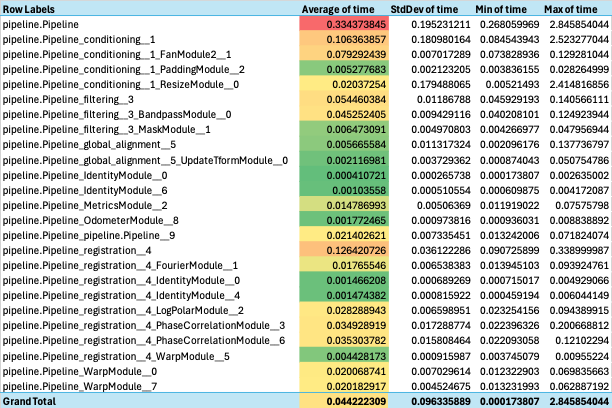 Row Labels Average of time StdDev of time Min of time Max of time
pipeline.Pipeline 0.334373845 0.195231211 0.268059969 2.845854044
pipeline.Pipeline_conditioning__1 0.106363857 0.180980164 0.084543943 2.523277044
pipeline.Pipeline_conditioning__1_FanModule2__1 0.079292439 0.007017289 0.073828936 0.129281044
pipeline.Pipeline_conditioning__1_PaddingModule__2 0.005277683 0.002123205 0.003836155 0.028264999
pipeline.Pipeline_conditioning__1_ResizeModule__0 0.02037254 0.179488065 0.00521493 2.414816856
pipeline.Pipeline_filtering__3 0.054460384 0.01186788 0.045929193 0.140566111
pipeline.Pipeline_filtering__3_BandpassModule__0 0.045252405 0.009429116 0.040208101 0.124923944
pipeline.Pipeline_filtering__3_MaskModule__1 0.006473091 0.004970803 0.004266977 0.047956944
pipeline.Pipeline_global_alignment__5 0.005665584 0.011317324 0.002096176 0.137736797
pipeline.Pipeline_global_alignment__5_UpdateTformModule__0 0.002116981 0.003729362 0.000874043 0.050754786
pipeline.Pipeline_IdentityModule__0 0.000410721 0.000265738 0.000173807 0.002635002
pipeline.Pipeline_IdentityModule__6 0.00103558 0.000510554 0.000609875 0.004172087
pipeline.Pipeline_MetricsModule__2 0.014786993 0.00506369 0.011919022 0.07575798
pipeline.Pipeline_OdometerModule__8 0.001772465 0.000973816 0.000936031 0.008838892
pipeline.Pipeline_pipeline.Pipeline__9 0.021402621 0.007335451 0.013242006 0.071824074
pipeline.Pipeline_registration__4 0.126420726 0.036122286 0.090725899 0.338999987
pipeline.Pipeline_registration__4_FourierModule__1 0.01765546 0.006538383 0.013945103 0.093924761
pipeline.Pipeline_registration__4_IdentityModule__0 0.001466208 0.000689269 0.000715017 0.004929066
pipeline.Pipeline_registration__4_IdentityModule__4 0.001474382 0.000815922 0.000459194 0.006044149
pipeline.Pipeline_registration__4_LogPolarModule__2 0.028288943 0.006598951 0.023254156 0.094389915
pipeline.Pipeline_registration__4_PhaseCorrelationModule__3 0.034928919 0.017288774 0.022396326 0.200668812
pipeline.Pipeline_registration__4_PhaseCorrelationModule__6 0.035303782 0.015808464 0.022093058 0.12102294
pipeline.Pipeline_registration__4_WarpModule__5 0.004428173 0.000915987 0.003745079 0.00955224
pipeline.Pipeline_WarpModule__0 0.020068741 0.007029614 0.012322903 0.069835663
pipeline.Pipeline_WarpModule__7 0.020182917 0.004524675 0.013231993 0.062887192
Grand Total 0.044222309 0.096335889 0.000173807 2.845854044